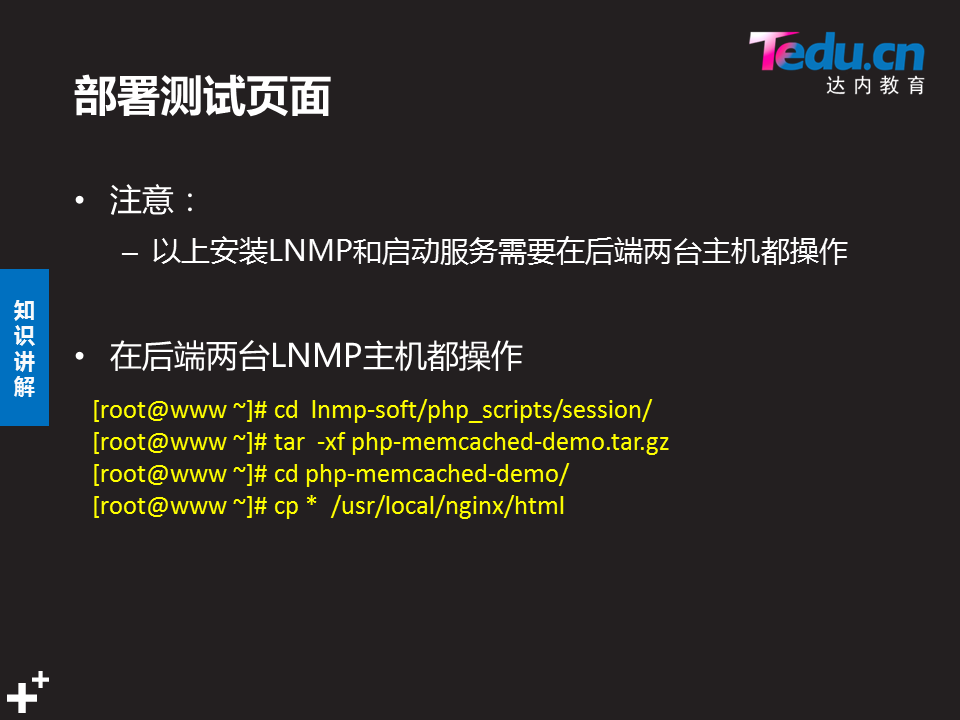 Tedu.cn
达内教育
部署测试页面
• 注意：
– 以上安装LNMP和启动服务需要在后端两台主机都操作
知识讲解
• 在后端两台LNMP主机都操作
[root@www ~]# cd  lnmp-soft/php_scripts/session/
[root@www ~]# tar  -xf php-memcached-demo.tar.gz
[root@www ~]# cd php-memcached-demo/
[root@www ~]# cp *  /usr/local/nginx/html